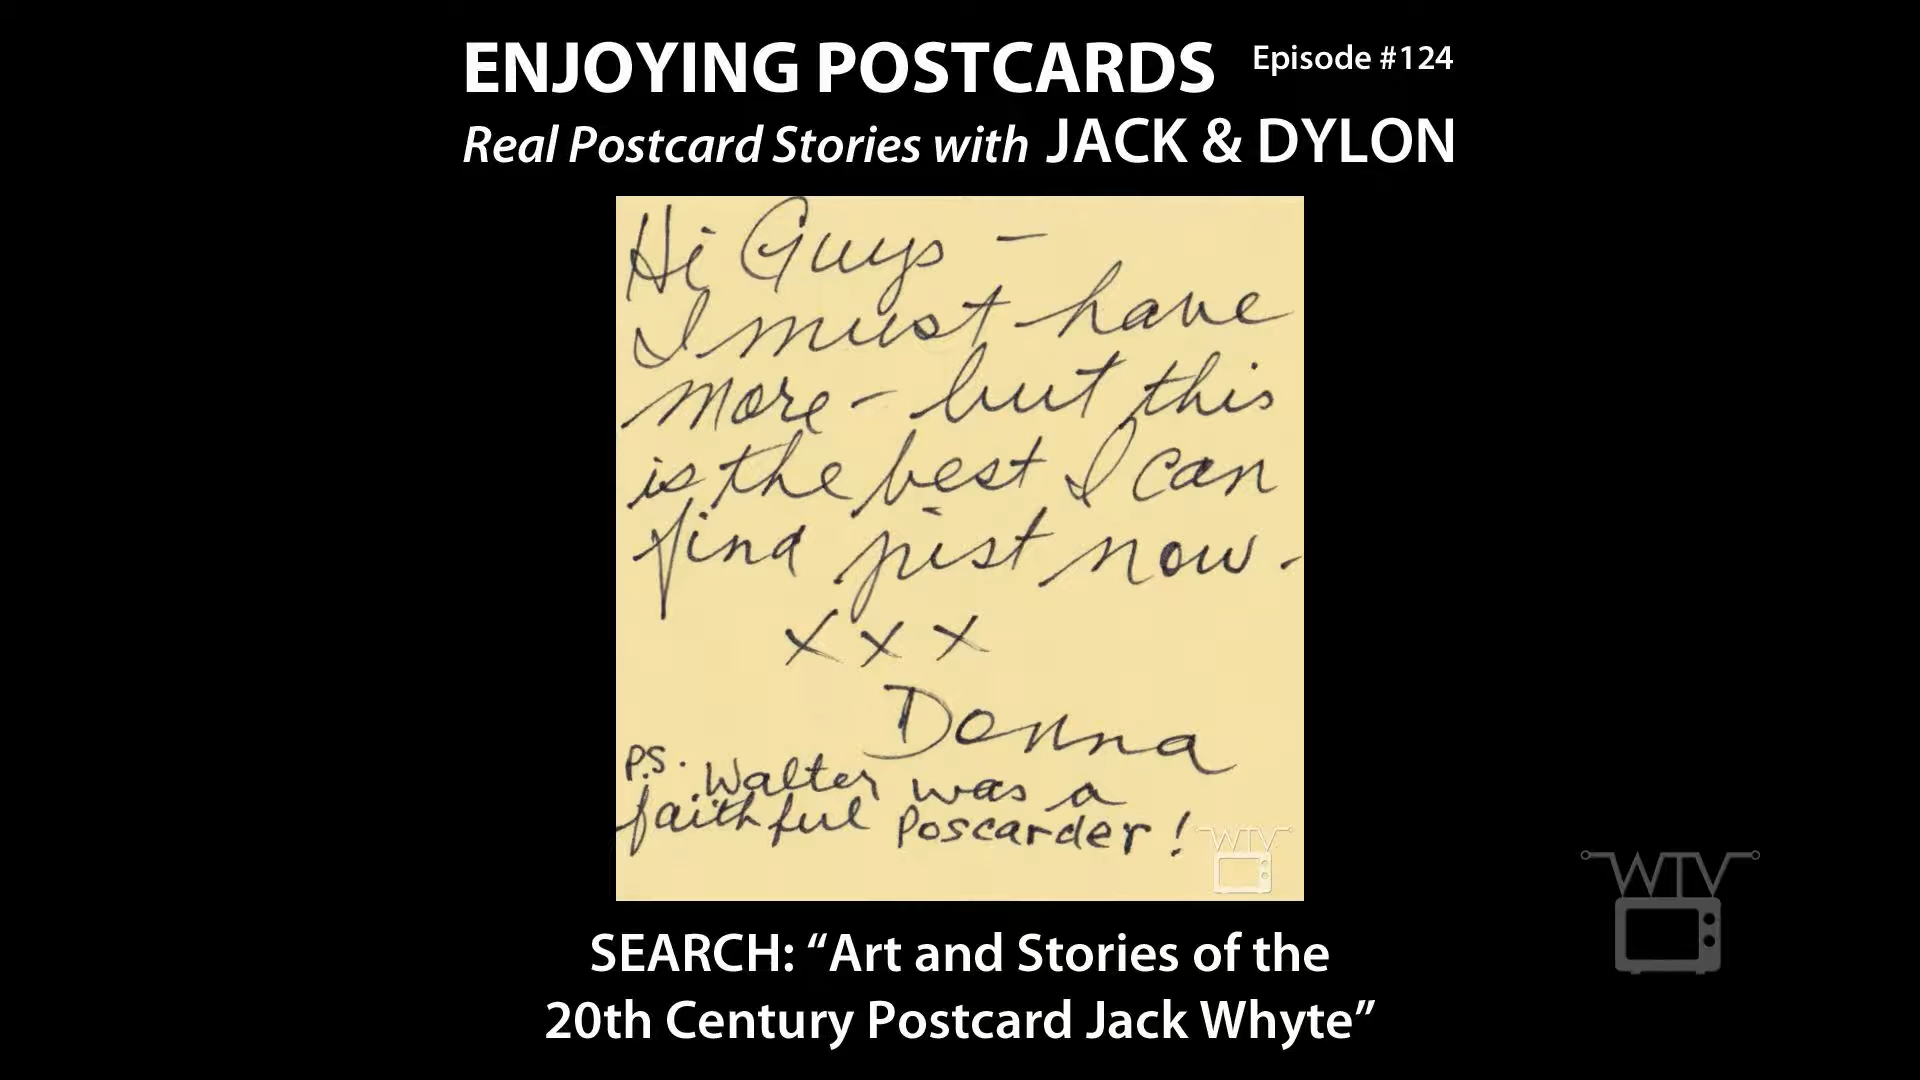 ENJOYING POSTCARDS Episode #124
Real Postcard Stories with JACK & DYLON
Hi Guys –
I must have
more – but this
is the best I can
find just now -
x x x
Donna
P.S. Walter was a
faithful Poscarder!
WTV
WTV
SEARCH: “Art and Stories of the
20th Century Postcard Jack Whyte”